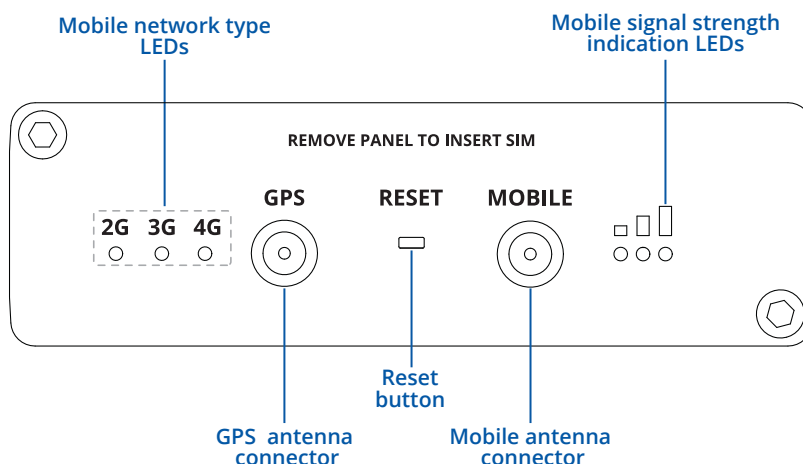 Mobile network type
LEDs
Mobile signal strength
indication LEDs
REMOVE PANEL TO INSERT SIM
GPS RESET MOBILE
2G 3G 4G
Reset
button
GPS antenna
connector
Mobile antenna
connector